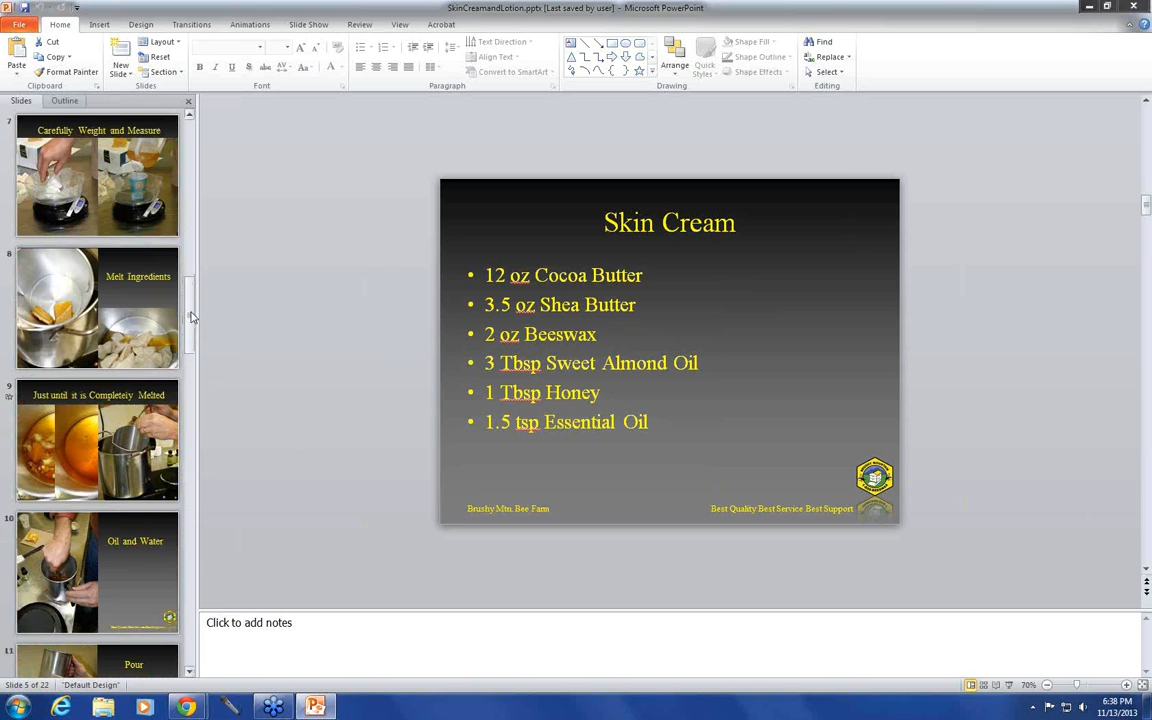 SkinCreamandLotion.pptx [Last saved by user] - Microsoft PowerPoint
File Home Insert Design Transitions Animations Slide Show Review View Acrobat
Cut Layout Text Direction Shape Fill Find
Copy Reset Align Text Shape Outline Replace
Paste Format Painter New Slide Section Convert to SmartArt Arrange Quick Styles Shape Effects Select
Clipboard Slides Font Paragraph Drawing Editing
Slides Outline
7
Carefully Weight and Measure
8
Melt Ingredients
9
Just until it is Completely Melted
10
Oil and Water
11
Pour
Skin Cream
• 12 oz Cocoa Butter
• 3.5 oz Shea Butter
• 2 oz Beeswax
• 3 Tbsp Sweet Almond Oil
• 1 Tbsp Honey
• 1.5 tsp Essential Oil
Brushy Mtn. Bee Farm Best Quality Best Service Best Support
Click to add notes
Slide 5 of 22 "Default Design" 70%
6:38 PM
11/13/2013